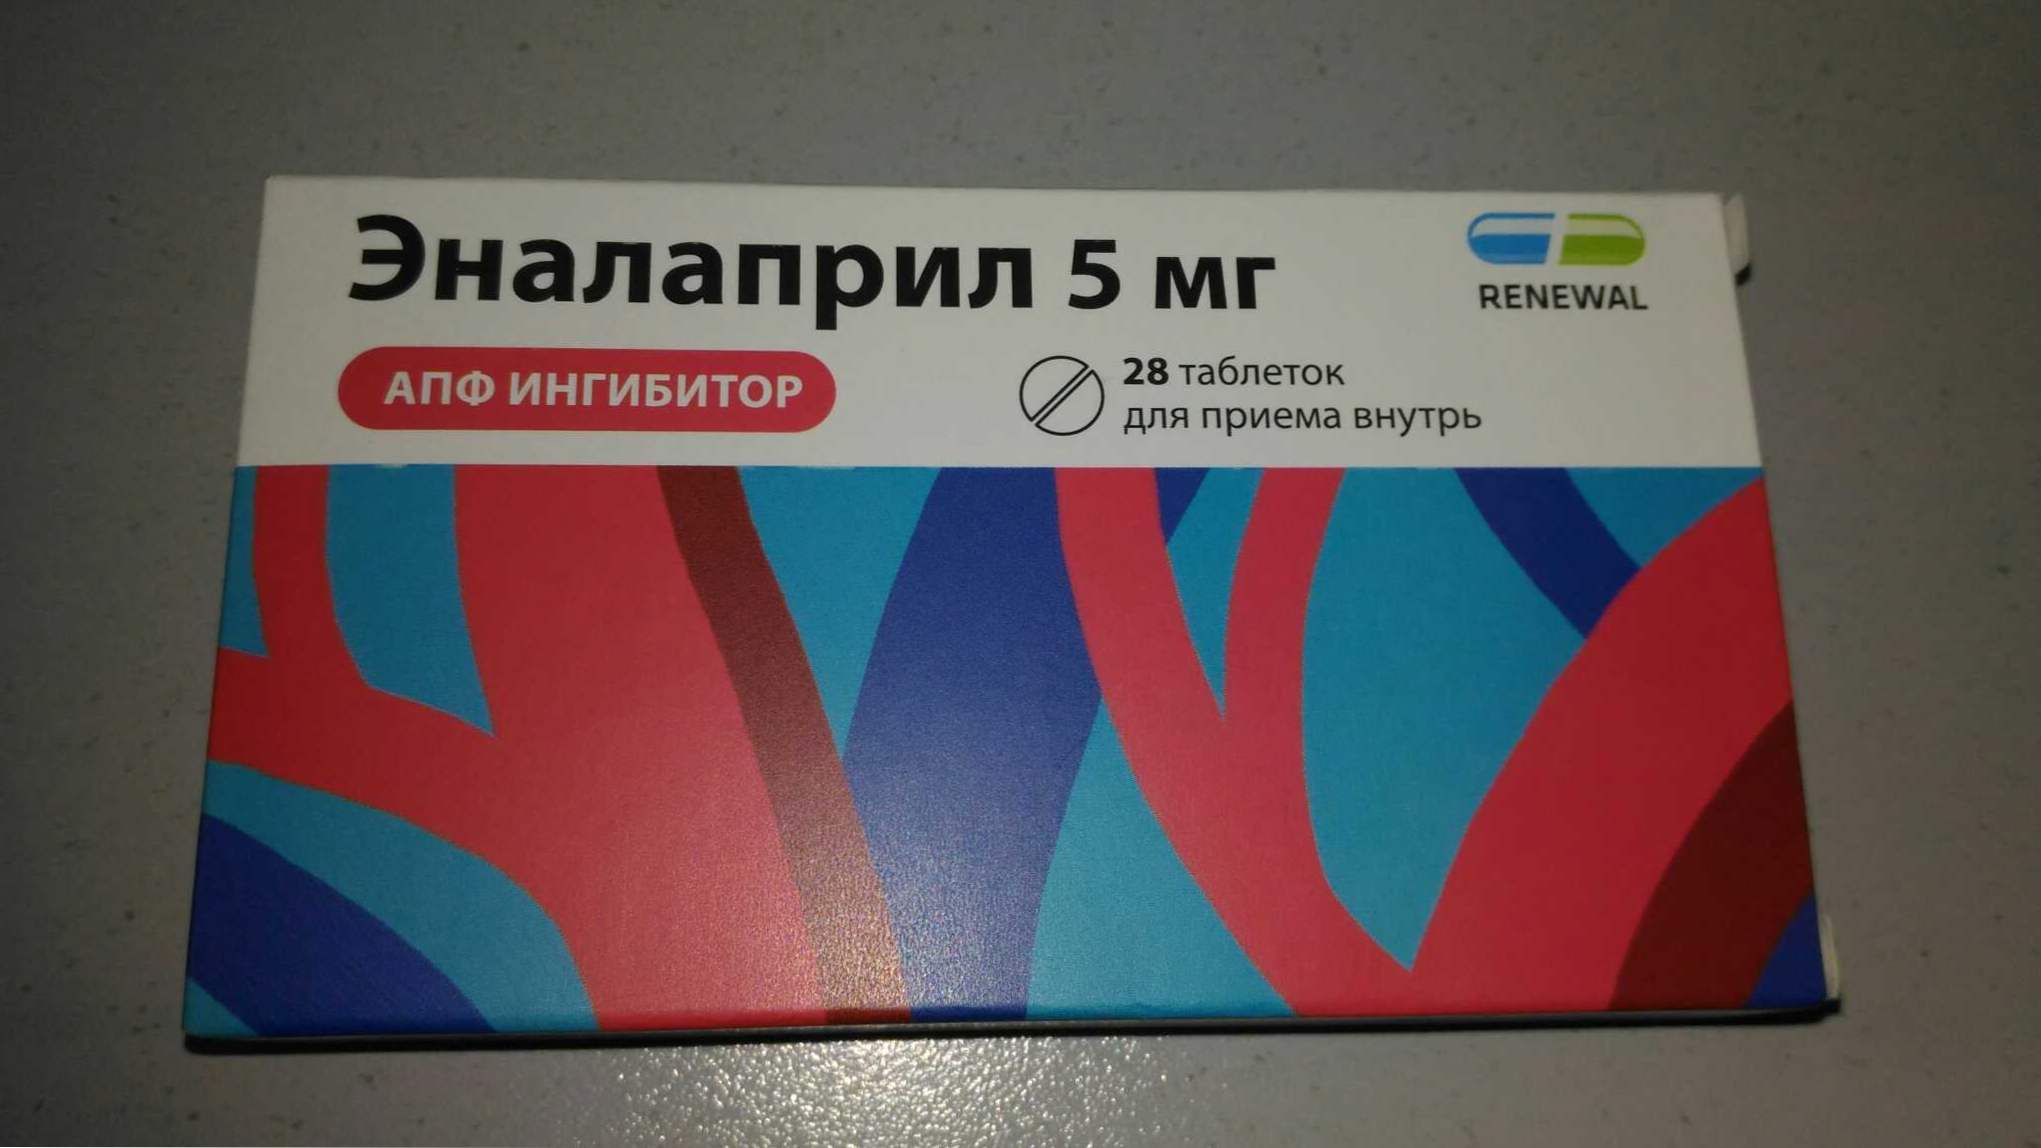 Эналаприл 5 мг
RENEWAL
АПФ ИНГИБИТОР
28 таблеток
для приема внутрь